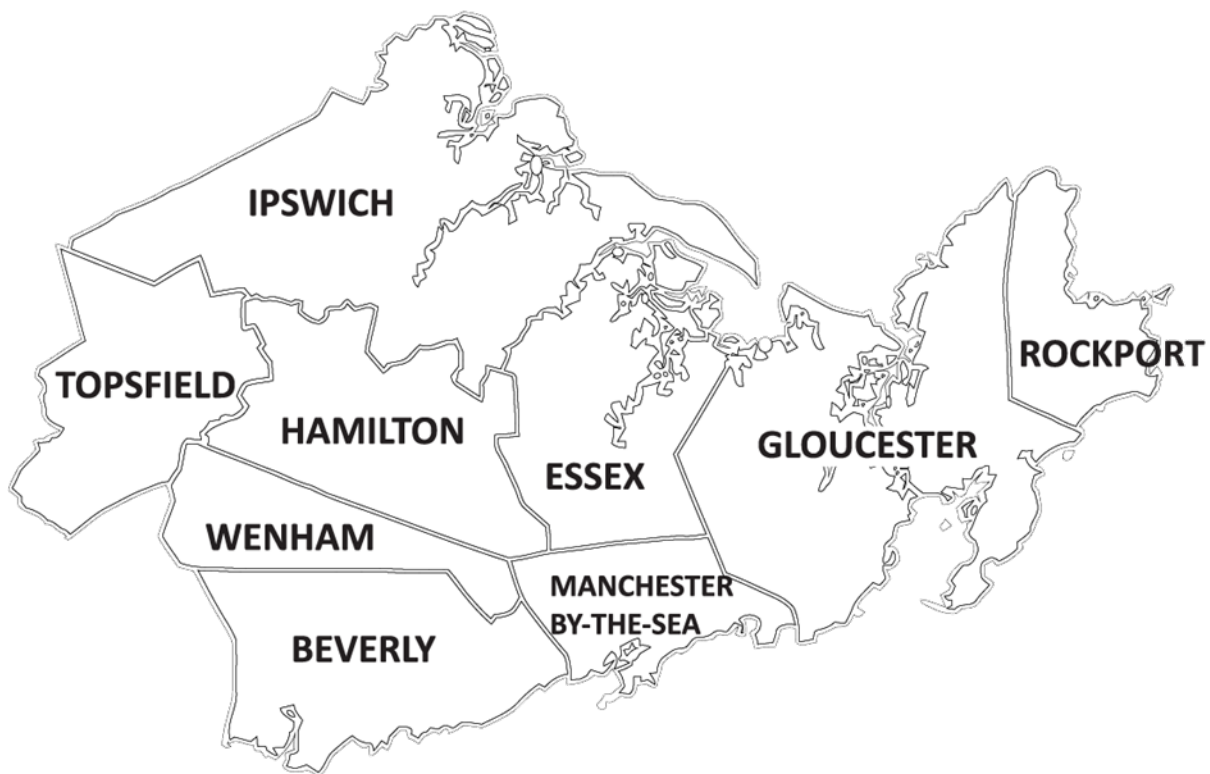 IPSWICH
ROCKPORT
TOPSFIELD
HAMILTON
GLOUCESTER
ESSEX
WENHAM
MANCHESTER
BY-THE-SEA
BEVERLY